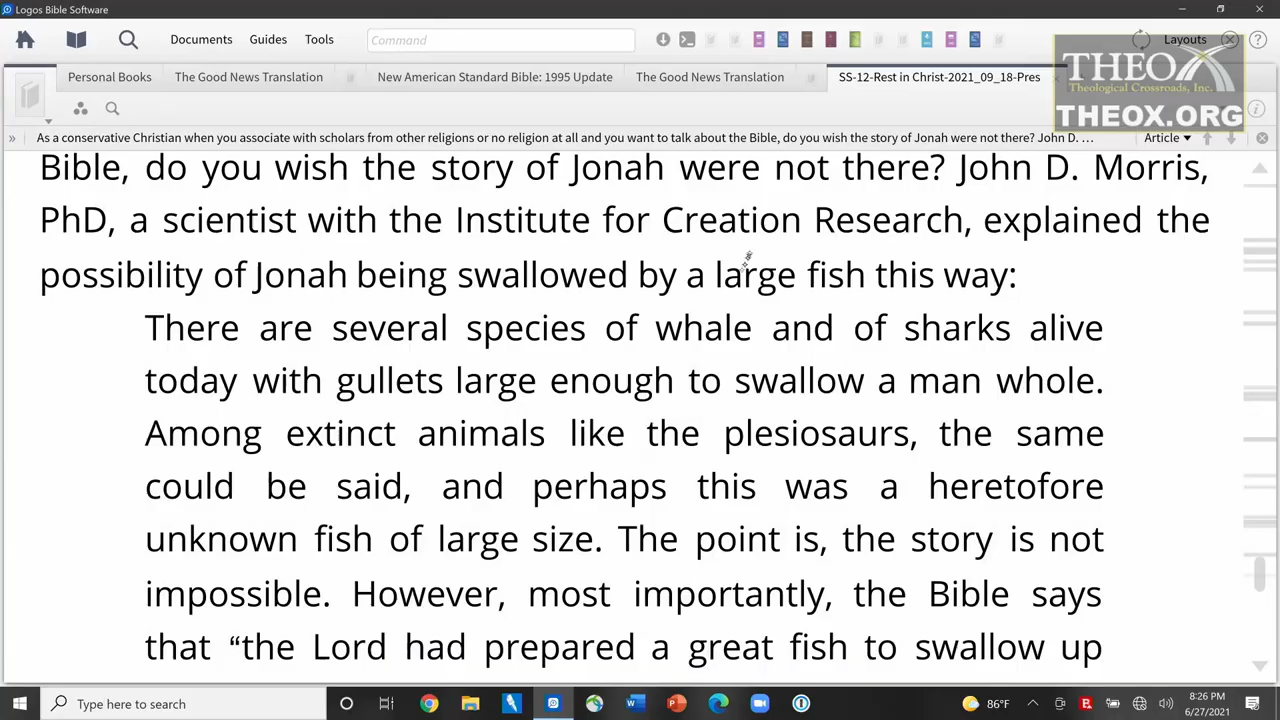 Logos Bible Software
Documents Guides Tools Command Layouts
Personal Books The Good News Translation New American Standard Bible: 1995 Update The Good News Translation SS-12-Rest in Christ-2021_09_18-Pres
THEOX
Theological Crossroads, Inc.
THEOX.ORG
» As a conservative Christian when you associate with scholars from other religions or no religion at all and you want to talk about the Bible, do you wish the story of Jonah were not there? John D. … Article
Bible, do you wish the story of Jonah were not there? John D. Morris,
PhD, a scientist with the Institute for Creation Research, explained the
possibility of Jonah being swallowed by a large fish this way:
There are several species of whale and of sharks alive
today with gullets large enough to swallow a man whole.
Among extinct animals like the plesiosaurs, the same
could be said, and perhaps this was a heretofore
unknown fish of large size. The point is, the story is not
impossible. However, most importantly, the Bible says
that “the Lord had prepared a great fish to swallow up
Type here to search
86°F
8:26 PM
6/27/2021